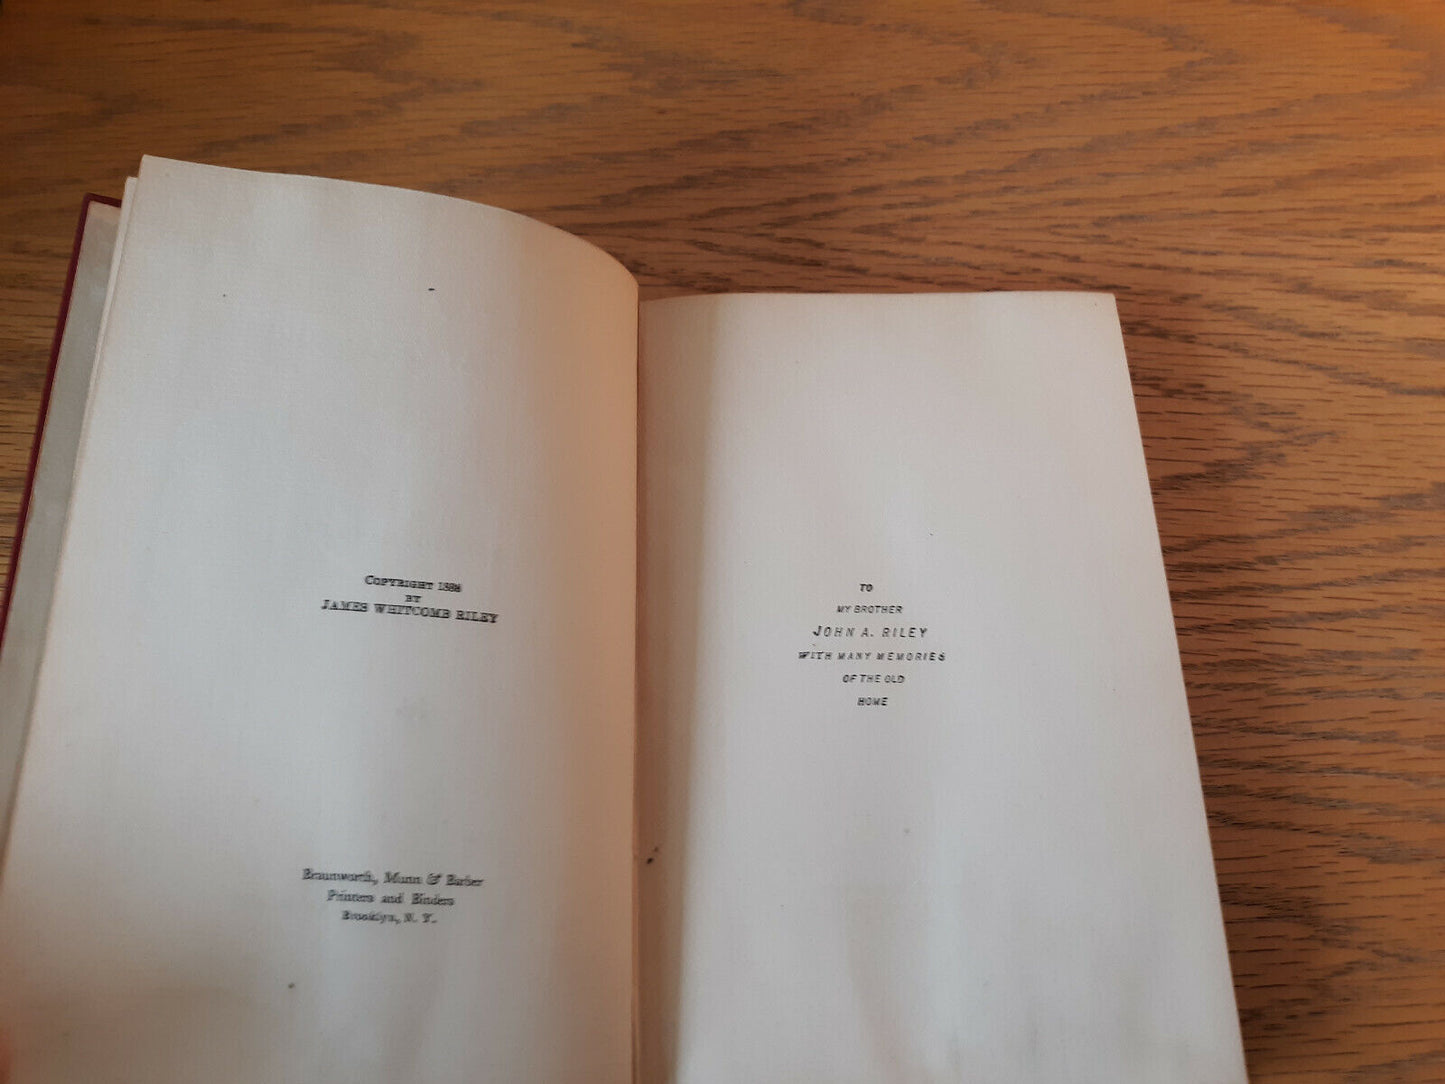 COPYRIGHT 1898
BY
JAMES WHITCOMB RILEY
Braunworth, Munn & Barber
Printers and Binders
Brooklyn, N. Y.
TO
MY BROTHER
JOHN A. RILEY
WITH MANY MEMORIES
OF THE OLD
HOME